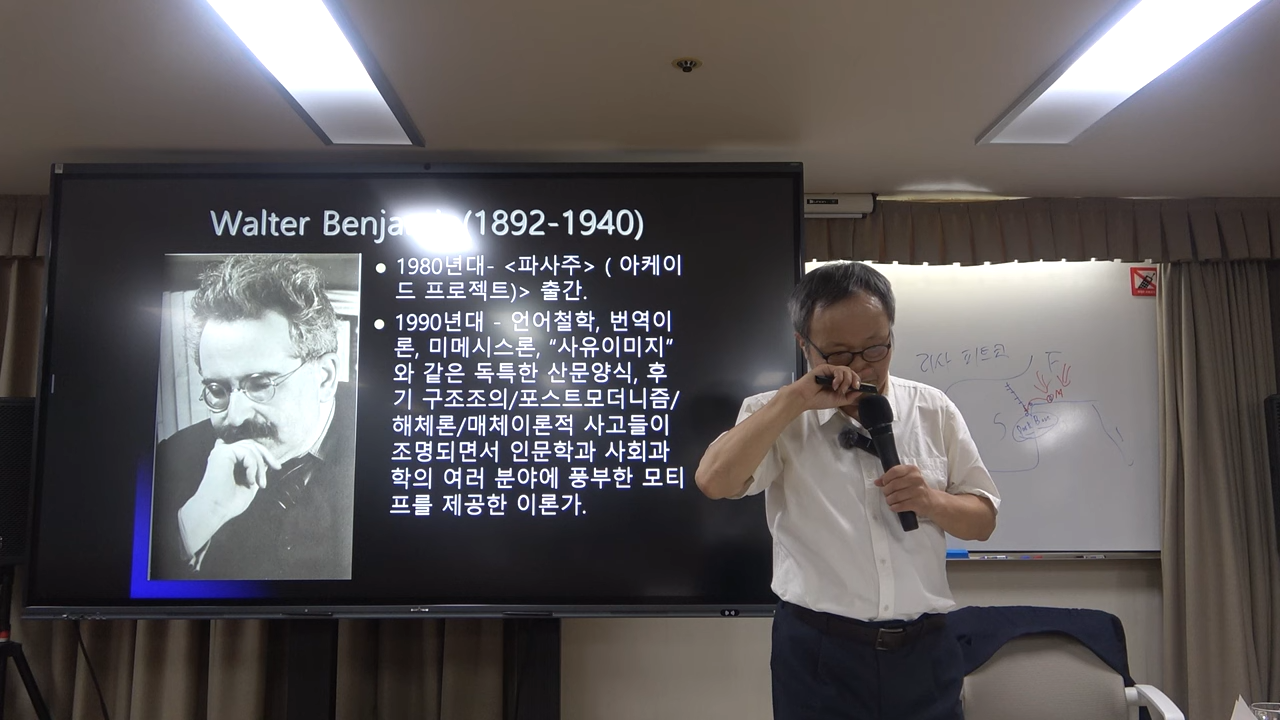 Walter Benjamin (1892-1940)
● 1980년대- <파사주> ( 아케이
드 프로젝트)> 출간.
● 1990년대 - 언어철학, 번역이
론, 미메시스론, “사유이미지”
와 같은 독특한 산문양식, 후
기 구조조의/포스트모더니즘/
해체론/매체이론적 사고들이
조명되면서 인문학과 사회과
학의 여러 분야에 풍부한 모티
프를 제공한 이론가.
F
M
S